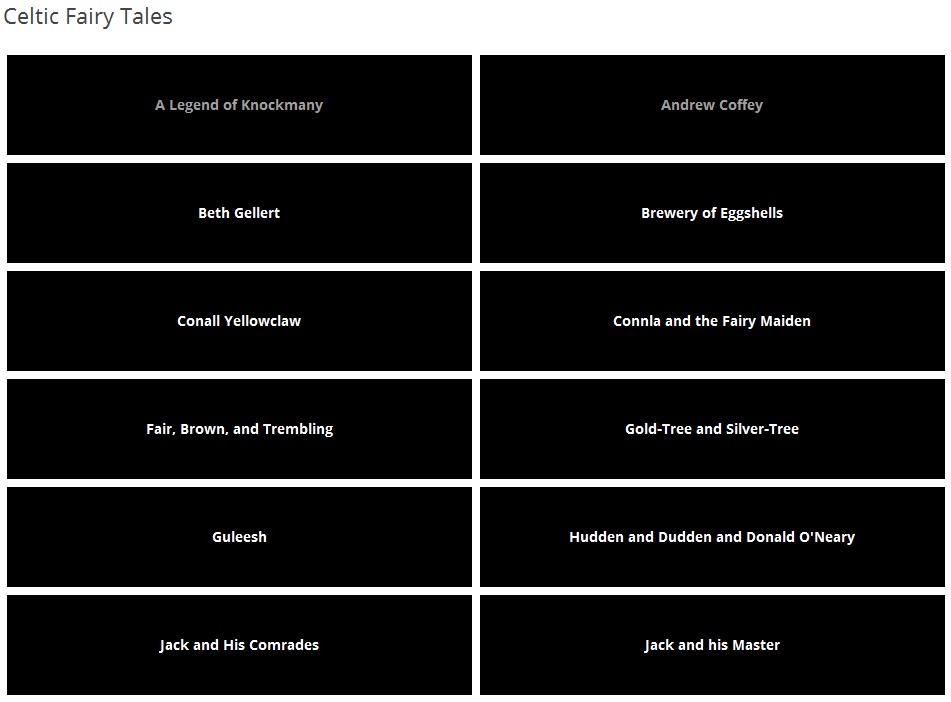 Celtic Fairy Tales
A Legend of Knockmany
Andrew Coffey
Beth Gellert
Brewery of Eggshells
Conall Yellowclaw
Connla and the Fairy Maiden
Fair, Brown, and Trembling
Gold-Tree and Silver-Tree
Guleesh
Hudden and Dudden and Donald O'Neary
Jack and His Comrades
Jack and his Master